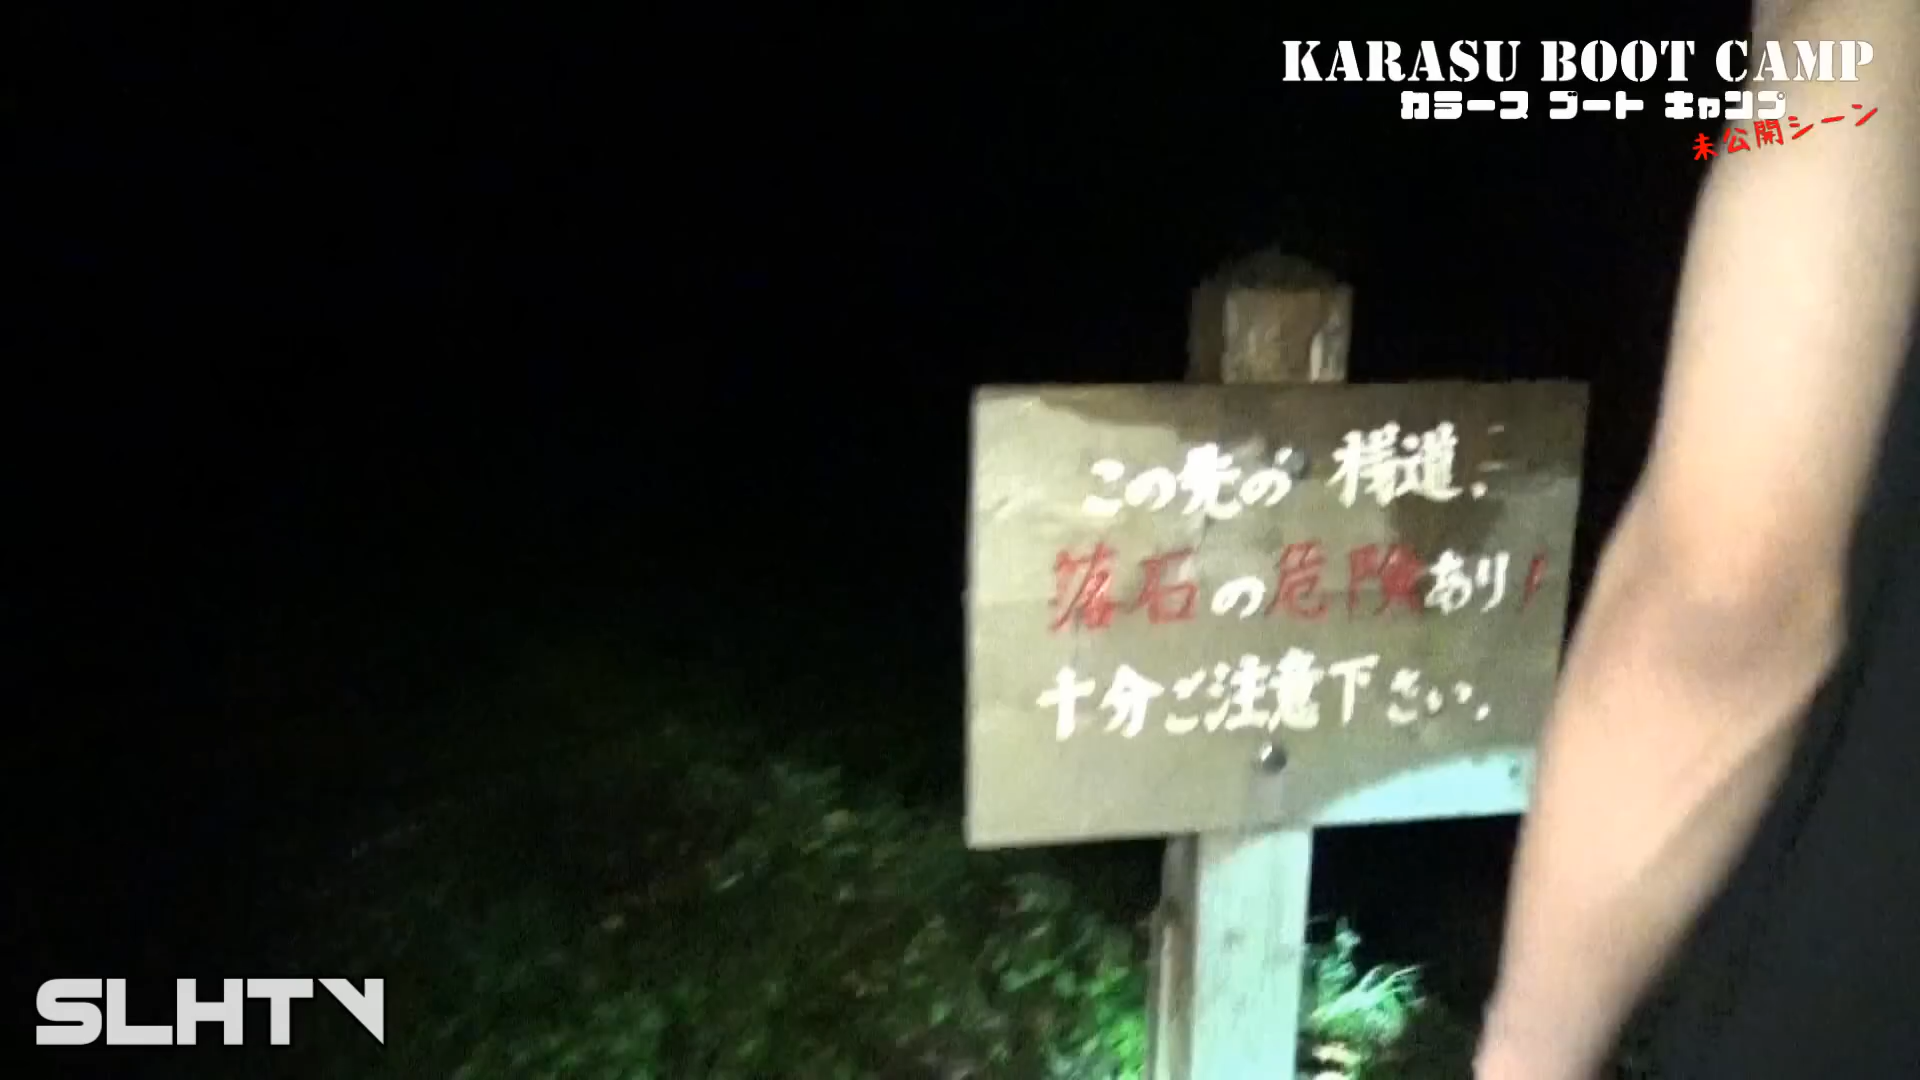 KARASU BOOT CAMP
カラース ブート キャンプ
未公開シーン
この先の 桟道、
落石の危険あり!
十分ご注意下さい.
SLHTV